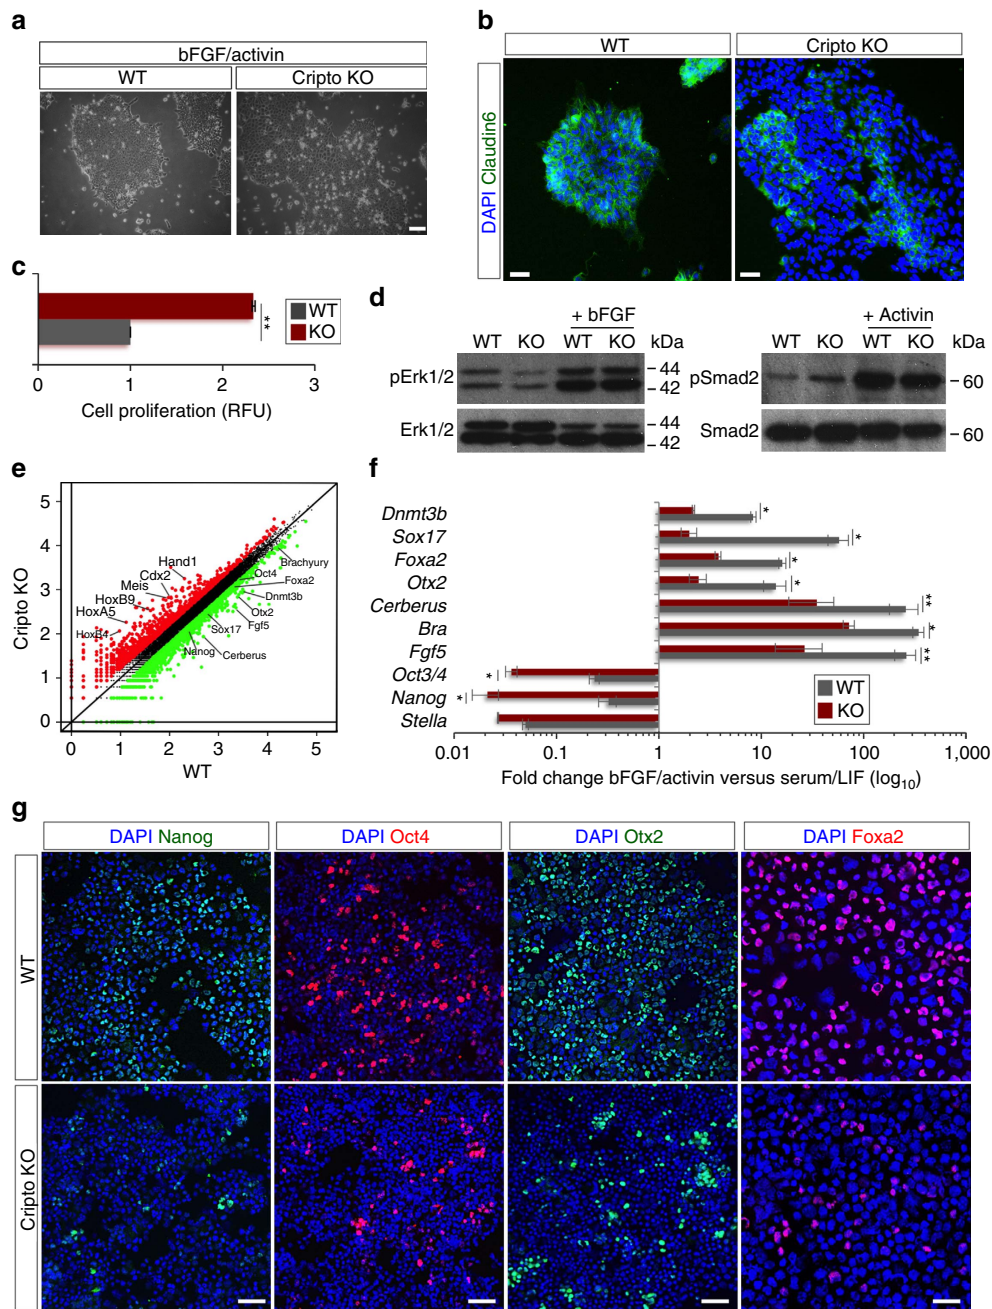 a
bFGF/activin
WT
Cripto KO
b
WT
Cripto KO
DAPI Claudin6
c
**
WT
KO
0
1
2
3
Cell proliferation (RFU)
d
+ bFGF
WT
KO
WT
KO
kDa
pErk1/2
44
42
Erk1/2
44
42
+ Activin
WT
KO
WT
KO
kDa
pSmad2
60
Smad2
60
e
Cripto KO
5
4
3
2
1
0
Hand1
Cdx2
Meis
HoxB9
HoxA5
HoxB4
Brachyury
Oct4
Foxa2
Dnmt3b
Otx2
Fgf5
Sox17
Nanog
Cerberus
0
1
2
3
4
5
WT
f
Dnmt3b
*
Sox17
*
Foxa2
*
Otx2
*
Cerberus
**
Bra
*
Fgf5
**
Oct3/4
*
Nanog
*
Stella
WT
KO
0.01
0.1
1
10
100
1,000
Fold change bFGF/activin versus serum/LIF (log10)
g
DAPI Nanog
DAPI Oct4
DAPI Otx2
DAPI Foxa2
WT
Cripto KO